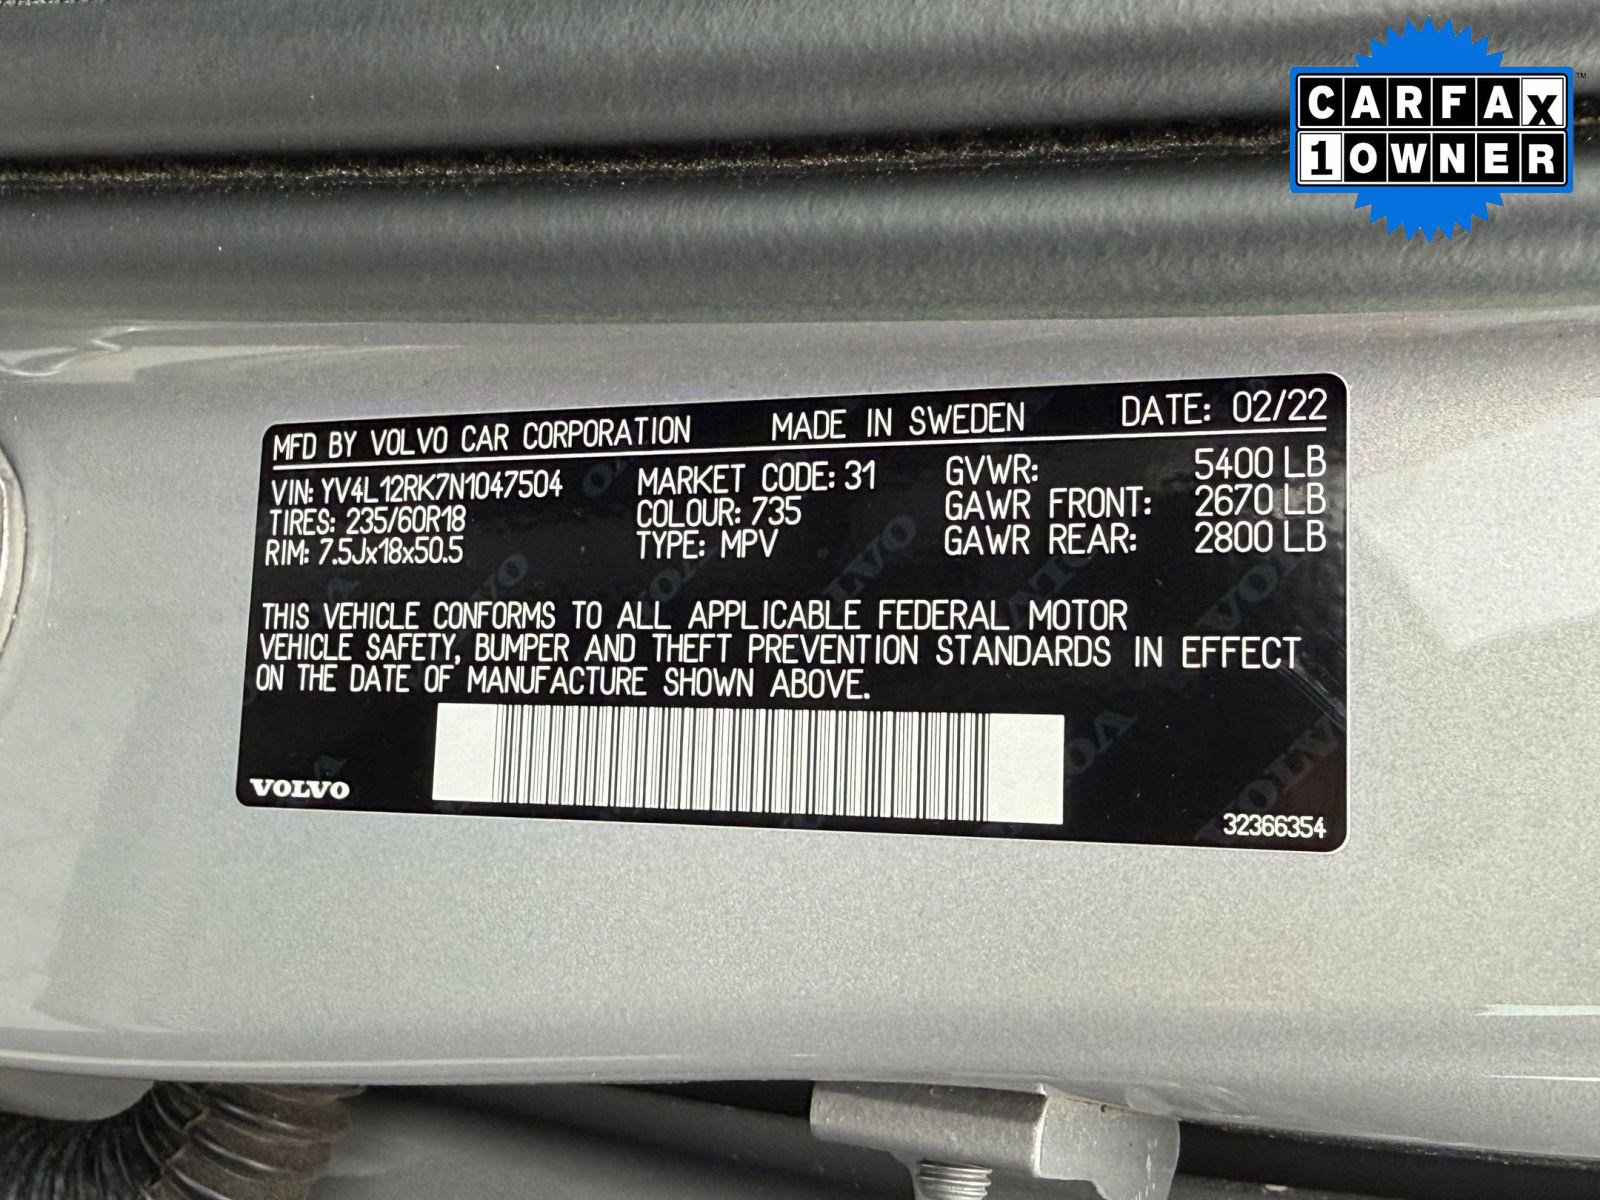 CARFAX™
1 OWNER
MFD BY VOLVO CAR CORPORATION MADE IN SWEDEN DATE: 02/22
VIN: YV4L12RK7N1047504 MARKET CODE: 31 GVWR: 5400 LB
TIRES: 235/60R18 COLOUR: 735 GAWR FRONT: 2670 LB
RIM: 7.5Jx18x50.5 TYPE: MPV GAWR REAR: 2800 LB
THIS VEHICLE CONFORMS TO ALL APPLICABLE FEDERAL MOTOR
VEHICLE SAFETY, BUMPER AND THEFT PREVENTION STANDARDS IN EFFECT
ON THE DATE OF MANUFACTURE SHOWN ABOVE.
VOLVO
32366354